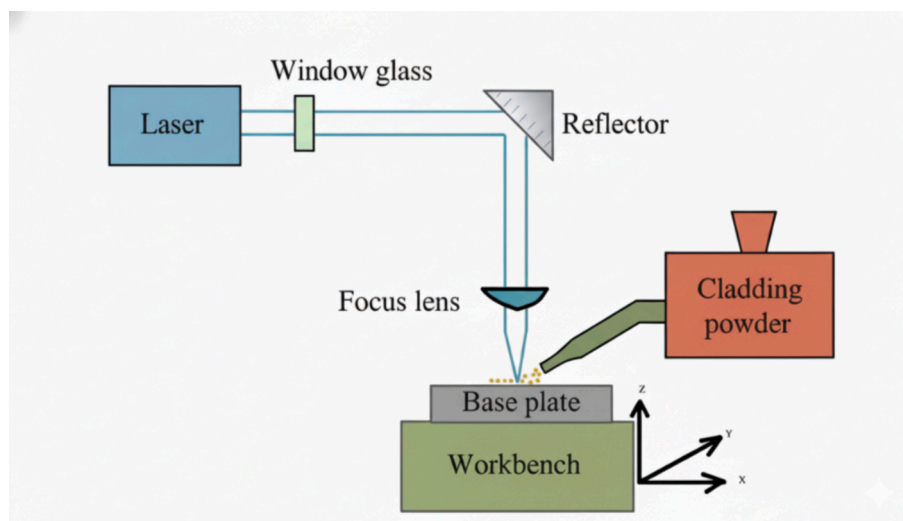 Window glass
Laser
Reflector
Focus lens
Cladding
powder
Base plate
Workbench
Z
Y
X